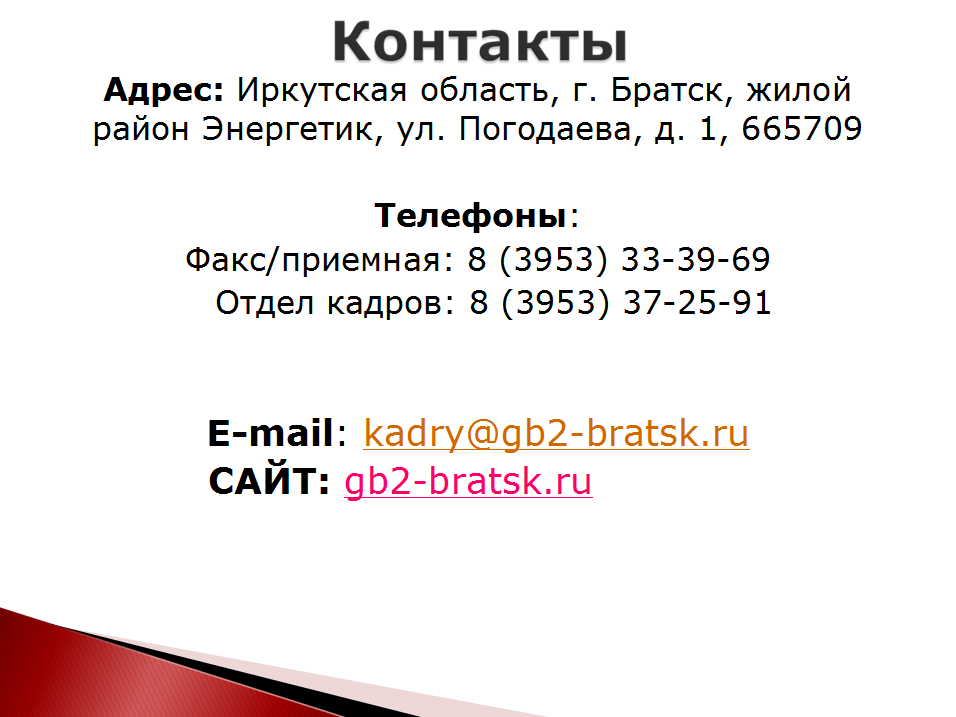 Контакты
Адрес: Иркутская область, г. Братск, жилой
район Энергетик, ул. Погодаева, д. 1, 665709
Телефоны:
Факс/приемная: 8 (3953) 33-39-69
Отдел кадров: 8 (3953) 37-25-91
E-mail: kadry@gb2-bratsk.ru
САЙТ: gb2-bratsk.ru